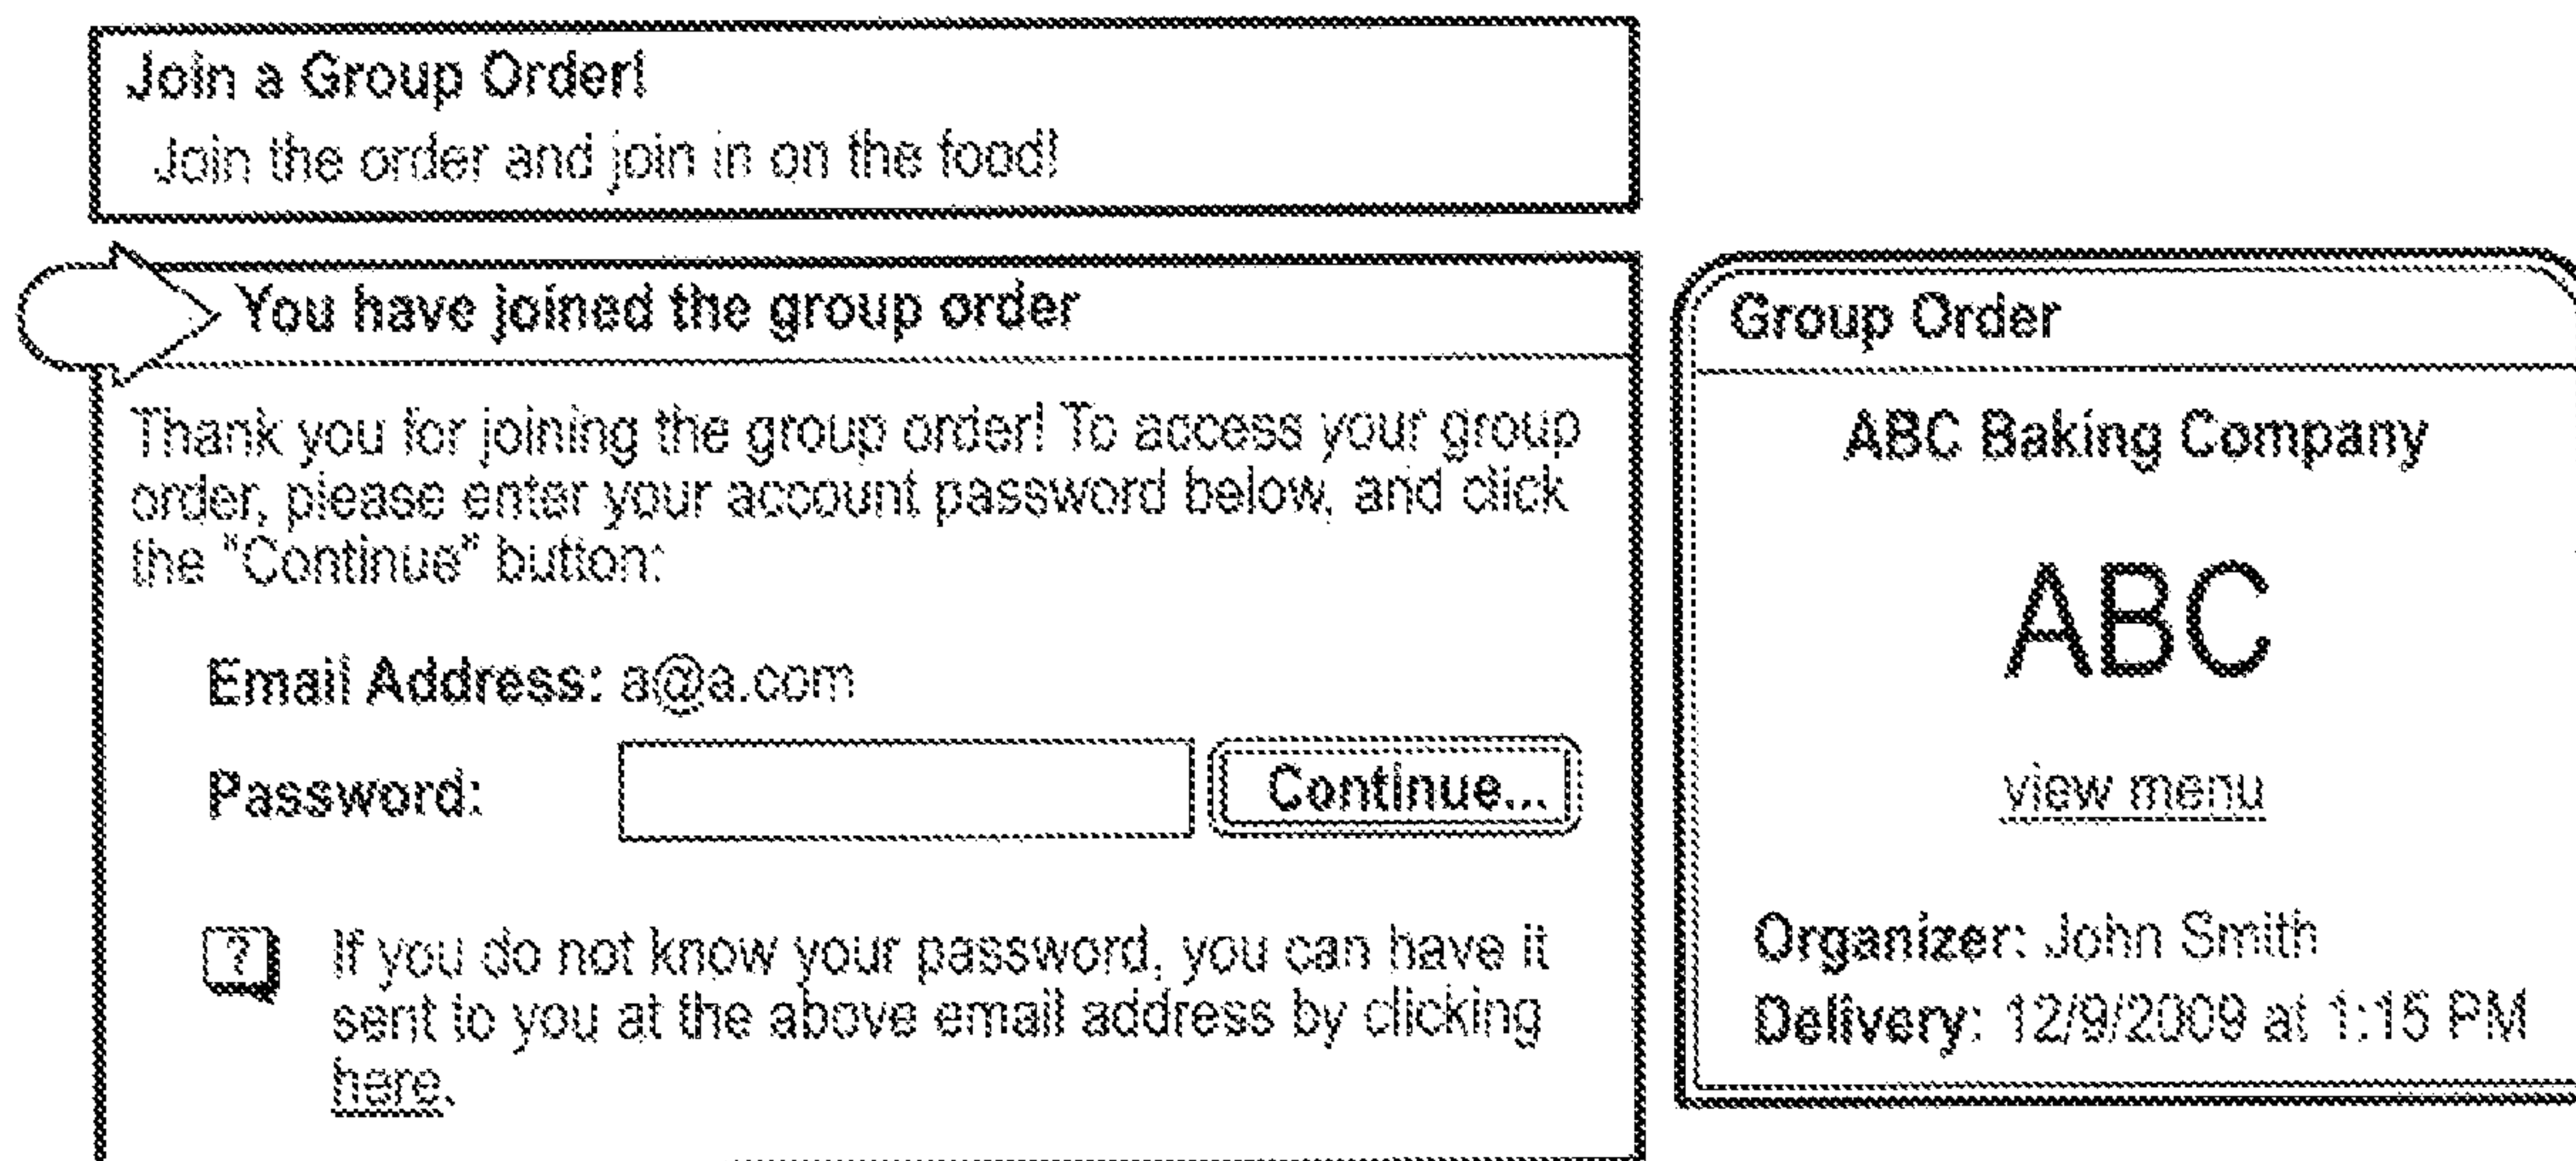 Join a Group Order!
Join the order and join in on the food!
You have joined the group order
Thank you for joining the group order! To access your group
order, please enter your account password below, and click
the "Continue" button:
Email Address: a@a.com
Password:
Continue...
? If you do not know your password, you can have it
sent to you at the above email address by clicking
here.
Group Order
ABC Baking Company
ABC
view menu
Organizer: John Smith
Delivery: 12/9/2009 at 1:15 PM